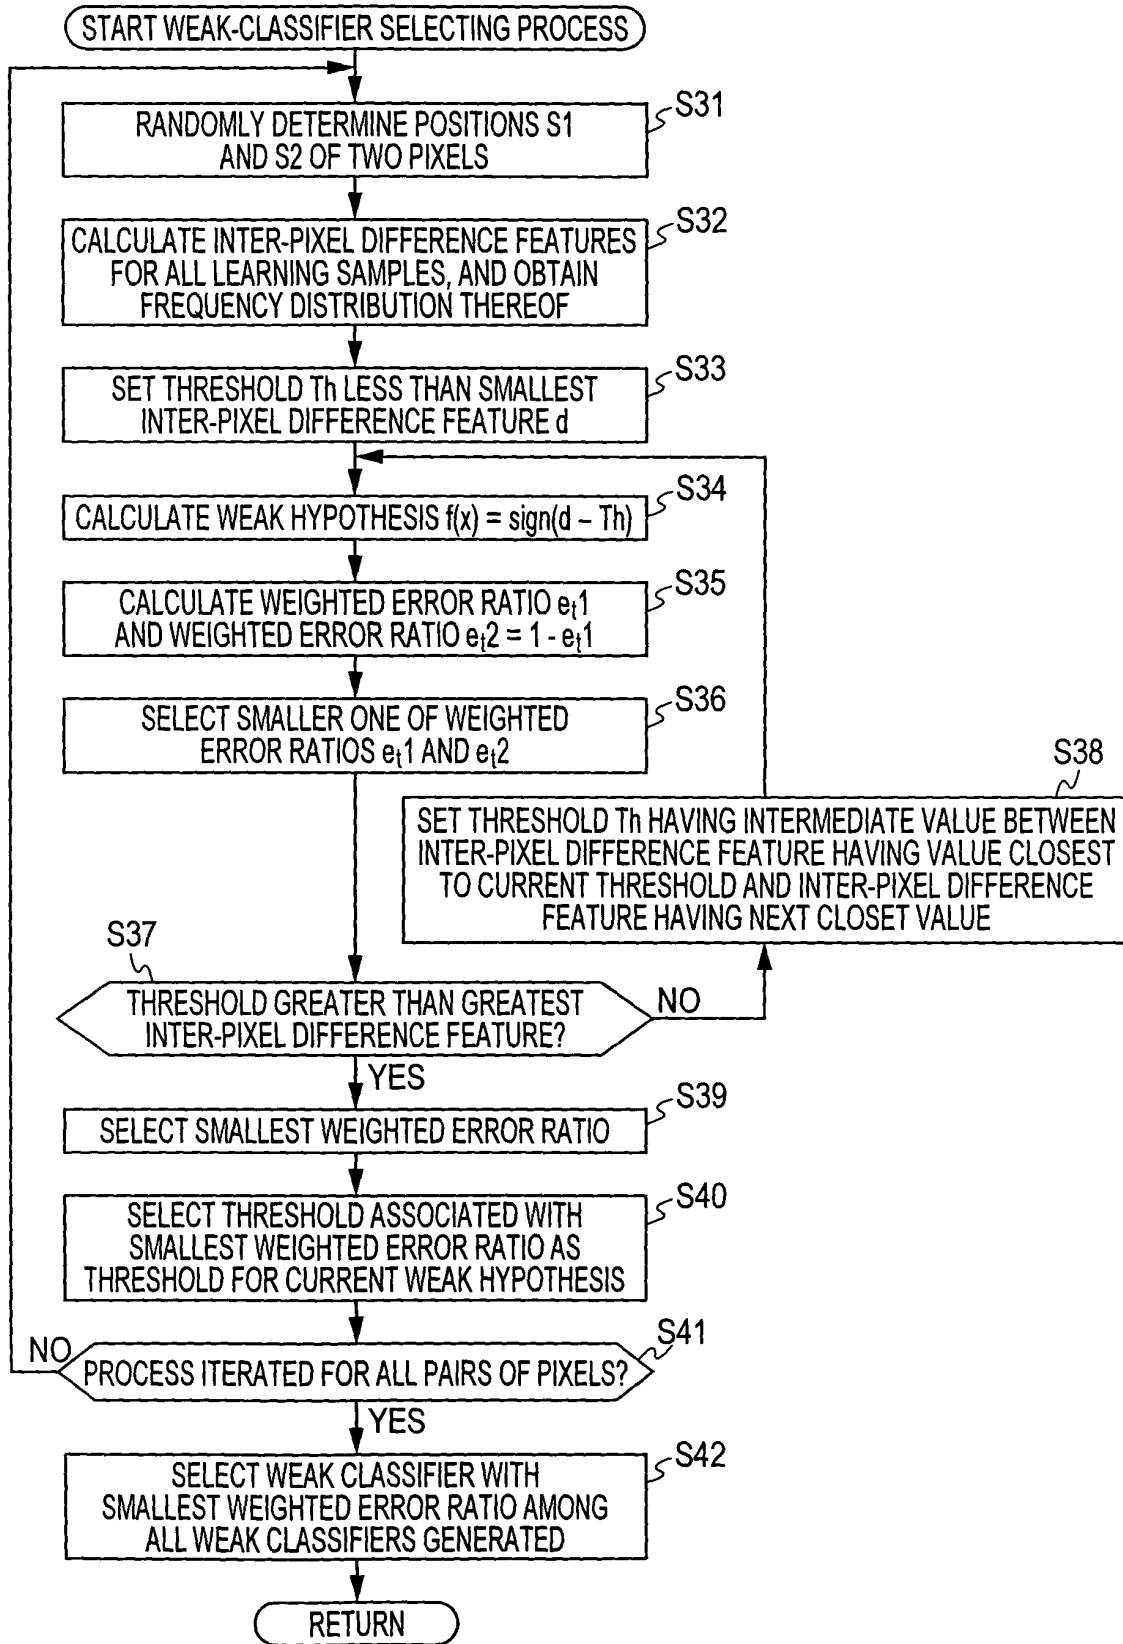 START WEAK-CLASSIFIER SELECTING PROCESS
S31
RANDOMLY DETERMINE POSITIONS S1
AND S2 OF TWO PIXELS
S32
CALCULATE INTER-PIXEL DIFFERENCE FEATURES
FOR ALL LEARNING SAMPLES, AND OBTAIN
FREQUENCY DISTRIBUTION THEREOF
S33
SET THRESHOLD Th LESS THAN SMALLEST
INTER-PIXEL DIFFERENCE FEATURE d
S34
CALCULATE WEAK HYPOTHESIS f(x) = sign(d – Th)
S35
CALCULATE WEIGHTED ERROR RATIO et1
AND WEIGHTED ERROR RATIO et2 = 1 - et1
S36
SELECT SMALLER ONE OF WEIGHTED
ERROR RATIOS et1 AND et2
S38
SET THRESHOLD Th HAVING INTERMEDIATE VALUE BETWEEN
INTER-PIXEL DIFFERENCE FEATURE HAVING VALUE CLOSEST
TO CURRENT THRESHOLD AND INTER-PIXEL DIFFERENCE
FEATURE HAVING NEXT CLOSET VALUE
S37
THRESHOLD GREATER THAN GREATEST
INTER-PIXEL DIFFERENCE FEATURE?
NO
YES
S39
SELECT SMALLEST WEIGHTED ERROR RATIO
S40
SELECT THRESHOLD ASSOCIATED WITH
SMALLEST WEIGHTED ERROR RATIO AS
THRESHOLD FOR CURRENT WEAK HYPOTHESIS
S41
NO
PROCESS ITERATED FOR ALL PAIRS OF PIXELS?
YES
S42
SELECT WEAK CLASSIFIER WITH
SMALLEST WEIGHTED ERROR RATIO AMONG
ALL WEAK CLASSIFIERS GENERATED
RETURN